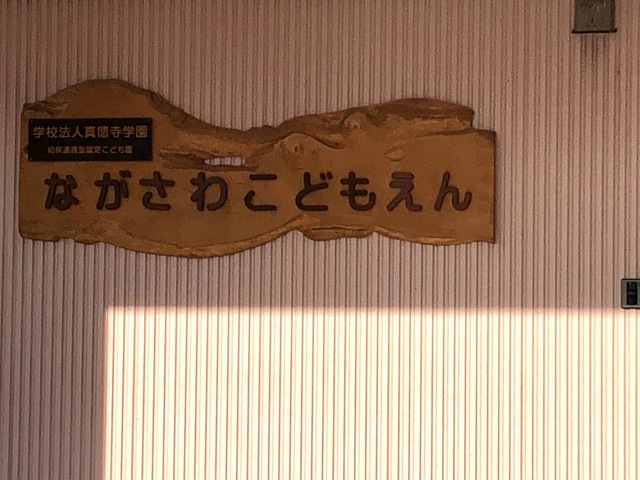 学校法人真徳寺学園
幼保連携型認定こども園
ながさわこどもえん